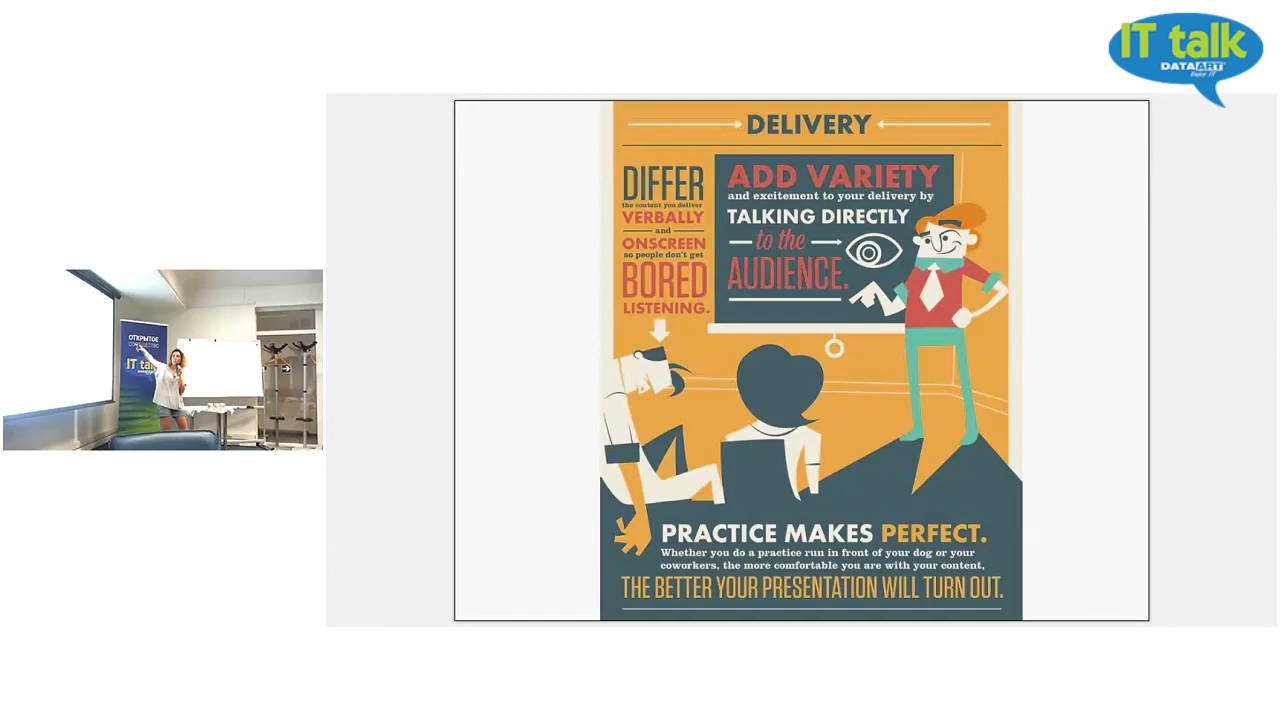 IT talk
DATAART
Enjoy IT
DELIVERY
DIFFER
the content you deliver
VERBALLY
and
ONSCREEN
so people don't get
BORED
LISTENING.
ADD VARIETY
and excitement to your delivery by
TALKING DIRECTLY
to the
AUDIENCE.
PRACTICE MAKES PERFECT.
Whether you do a practice run in front of your dog or your
coworkers, the more comfortable you are with your content,
THE BETTER YOUR PRESENTATION WILL TURN OUT.
ОТКРЫТОЕ
СООБЩЕСТВО
IT talk